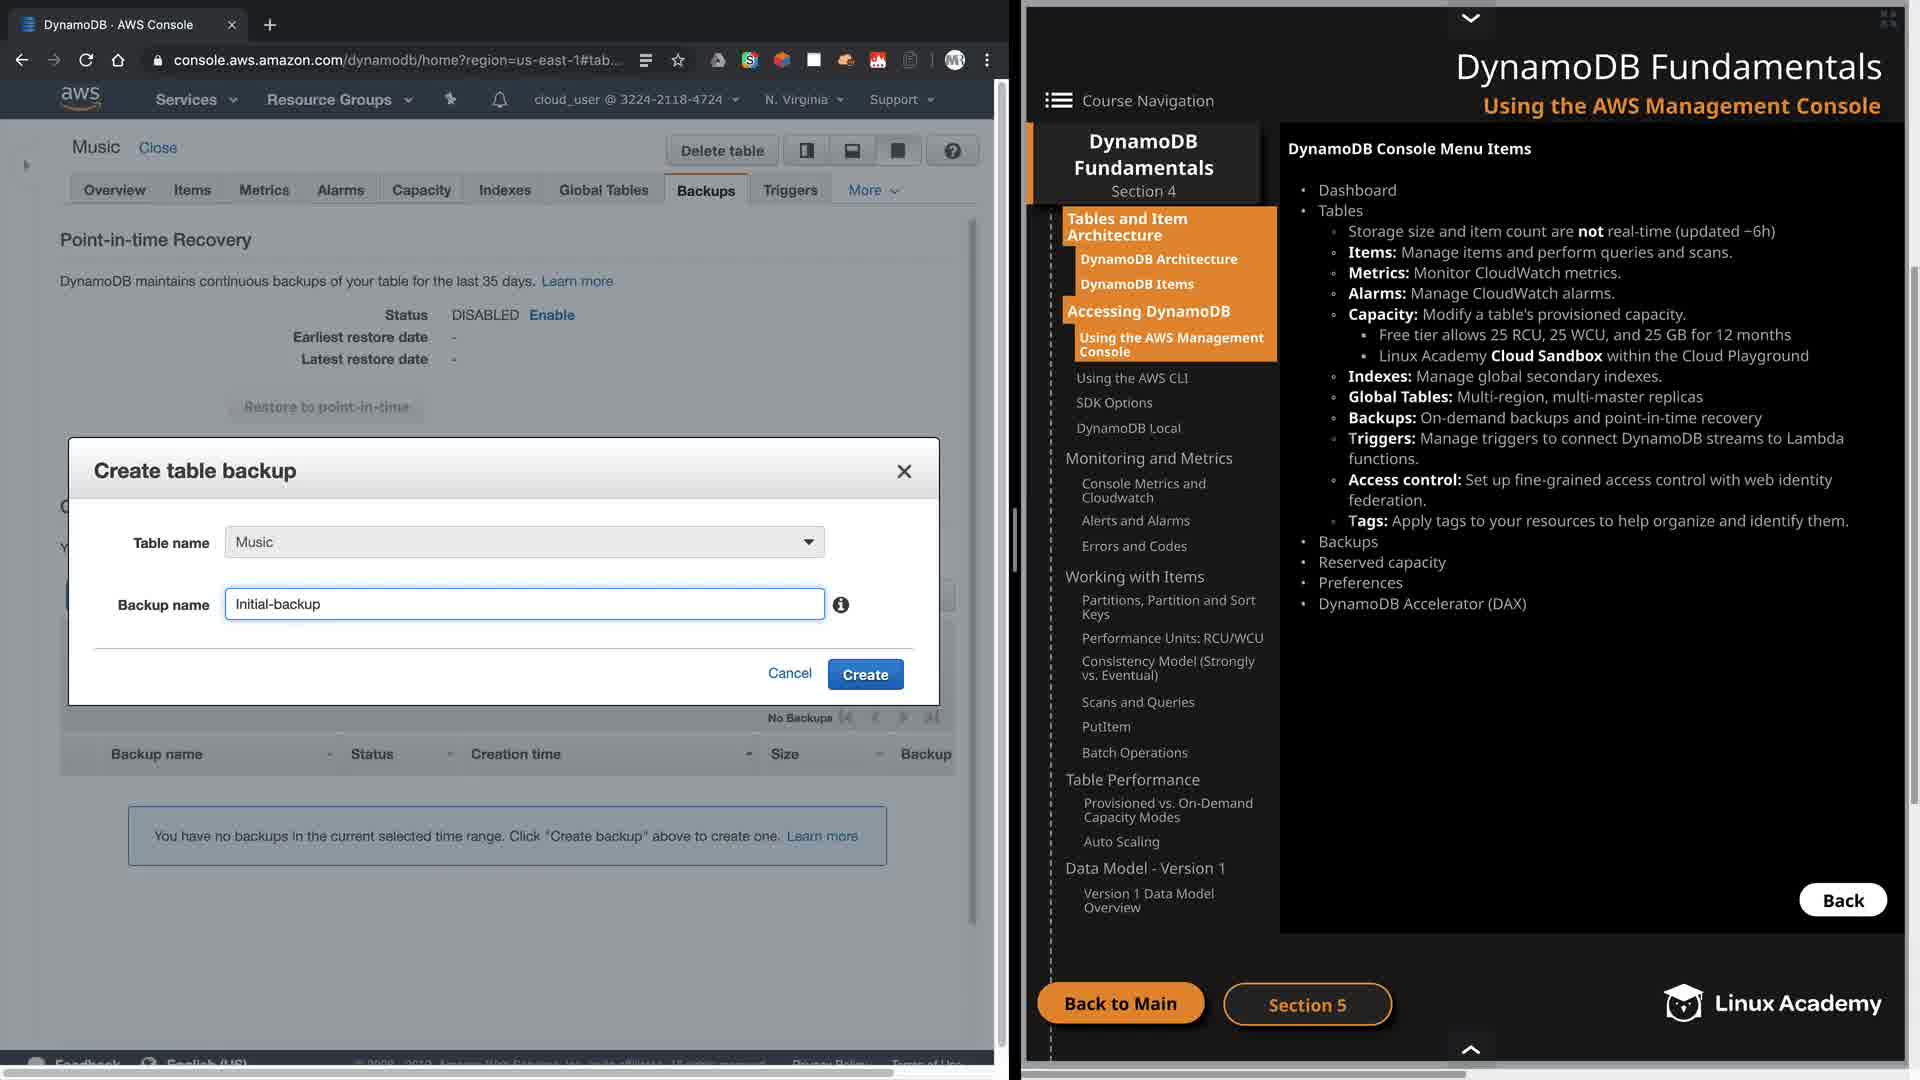 DynamoDB · AWS Console
console.aws.amazon.com/dynamodb/home?region=us-east-1#tab...
aws
Services
Resource Groups
cloud_user @ 3224-2118-4724
N. Virginia
Support
Music
Close
Delete table
Overview
Items
Metrics
Alarms
Capacity
Indexes
Global Tables
Backups
Triggers
More
Point-in-time Recovery
DynamoDB maintains continuous backups of your table for the last 35 days. Learn more
Status DISABLED Enable
Earliest restore date -
Latest restore date -
Restore to point-in-time
Create table backup
Table name Music
Backup name Initial-backup
Cancel
Create
No Backups
Backup name
Status
Creation time
Size
Backup
You have no backups in the current selected time range. Click "Create backup" above to create one. Learn more
Feedback
English (US)
Privacy Policy
Terms of Use
DynamoDB Fundamentals
Using the AWS Management Console
Course Navigation
DynamoDB
Fundamentals
Section 4
Tables and Item
Architecture
DynamoDB Architecture
DynamoDB Items
Accessing DynamoDB
Using the AWS Management
Console
Using the AWS CLI
SDK Options
DynamoDB Local
Monitoring and Metrics
Console Metrics and
Cloudwatch
Alerts and Alarms
Errors and Codes
Working with Items
Partitions, Partition and Sort
Keys
Performance Units: RCU/WCU
Consistency Model (Strongly
vs. Eventual)
Scans and Queries
PutItem
Batch Operations
Table Performance
Provisioned vs. On-Demand
Capacity Modes
Auto Scaling
Data Model - Version 1
Version 1 Data Model
Overview
DynamoDB Console Menu Items
• Dashboard
• Tables
◦ Storage size and item count are not real-time (updated ~6h)
◦ Items: Manage items and perform queries and scans.
◦ Metrics: Monitor CloudWatch metrics.
◦ Alarms: Manage CloudWatch alarms.
◦ Capacity: Modify a table's provisioned capacity.
▪ Free tier allows 25 RCU, 25 WCU, and 25 GB for 12 months
▪ Linux Academy Cloud Sandbox within the Cloud Playground
◦ Indexes: Manage global secondary indexes.
◦ Global Tables: Multi-region, multi-master replicas
◦ Backups: On-demand backups and point-in-time recovery
◦ Triggers: Manage triggers to connect DynamoDB streams to Lambda
functions.
◦ Access control: Set up fine-grained access control with web identity
federation.
◦ Tags: Apply tags to your resources to help organize and identify them.
• Backups
• Reserved capacity
• Preferences
• DynamoDB Accelerator (DAX)
Back
Back to Main
Section 5
Linux Academy